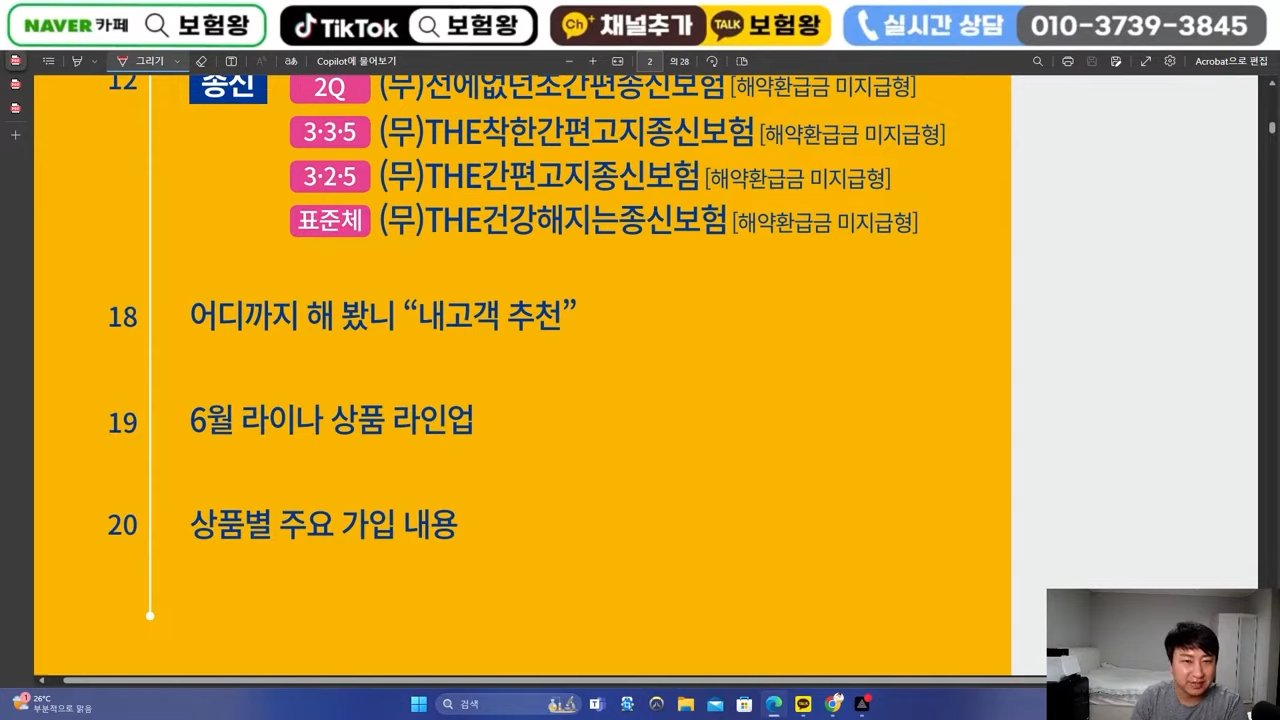 NAVER 카페 보험왕 TikTok 보험왕 Ch+ 채널추가 TALK 보험왕 실시간 상담 010-3739-3845
그리기 aあ Copilot에 물어보기 2 의 28 Acrobat으로 편집
12 종신 2Q (무)전에없던초간편종신보험 [해약환급금 미지급형]
3·3·5 (무)THE착한간편고지종신보험 [해약환급금 미지급형]
3·2·5 (무)THE간편고지종신보험 [해약환급금 미지급형]
표준체 (무)THE건강해지는종신보험 [해약환급금 미지급형]
18 어디까지 해 봤니 “내고객 추천”
19 6월 라이나 상품 라인업
20 상품별 주요 가입 내용
1 26°C
부분적으로 맑음
검색
TALK